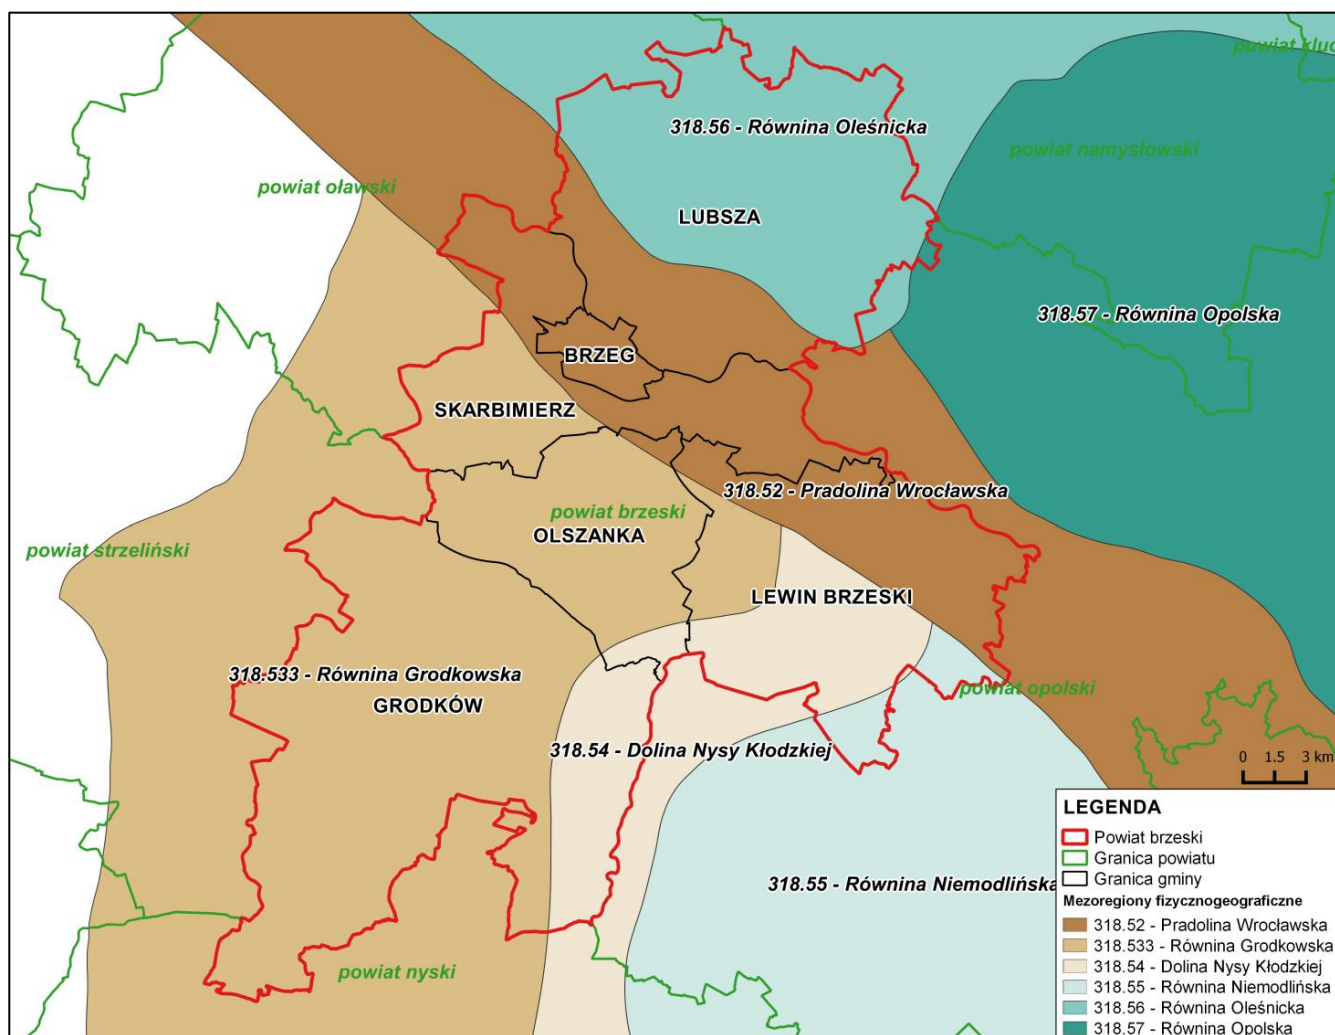 powiat kluc
318.56 - Równina Oleśnicka
powiat namysłowski
powiat oławski
LUBSZA
318.57 - Równina Opolska
BRZEG
SKARBIMIERZ
318.52 - Pradolina Wrocławska
powiat brzeski
OLSZANKA
powiat strzeliński
LEWIN BRZESKI
318.533 - Równina Grodkowska
powiat opolski
GRODKÓW
318.54 - Dolina Nysy Kłodzkiej
0 1.5 3 km
318.55 - Równina Niemodlińska
powiat nyski
LEGENDA
Powiat brzeski
Granica powiatu
Granica gminy
Mezoregiony fizycznogeograficzne
318.52 - Pradolina Wrocławska
318.533 - Równina Grodkowska
318.54 - Dolina Nysy Kłodzkiej
318.55 - Równina Niemodlińska
318.56 - Równina Oleśnicka
318.57 - Równina Opolska